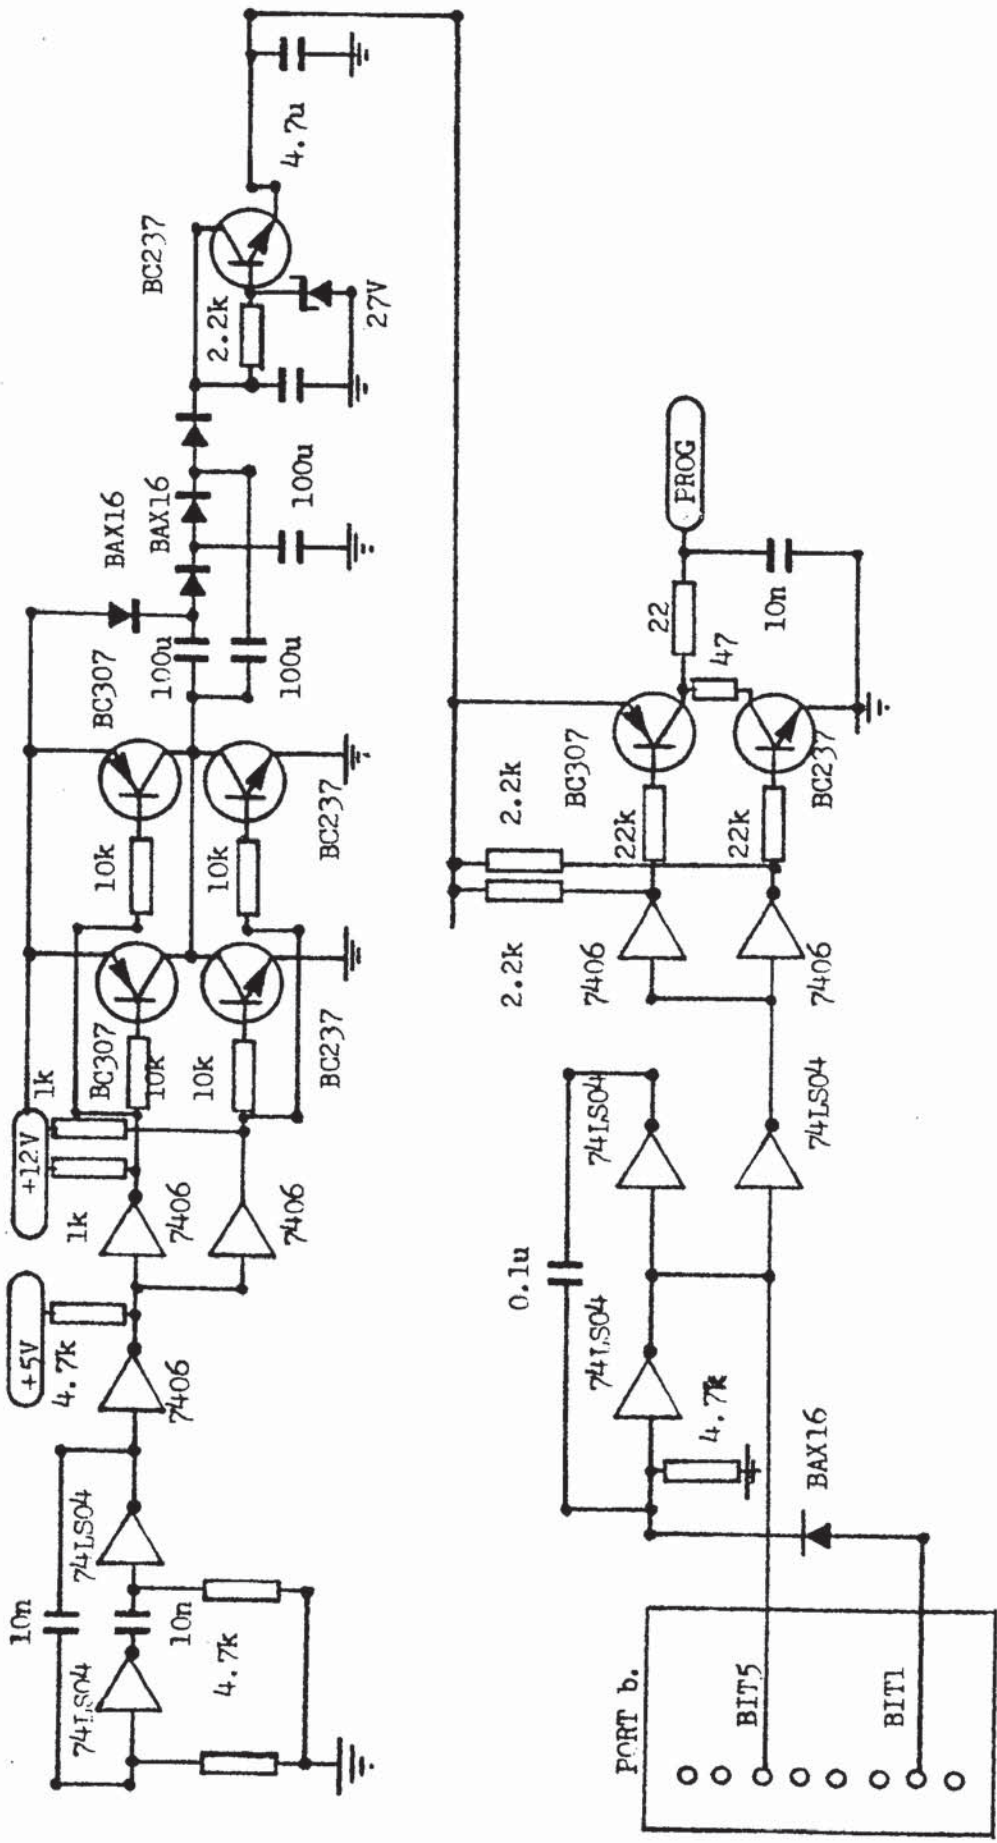 10n
74LS04
10n
4.7k
74LS04
+5V
4.7k
7406
+12V
1k
1k
7406
7406
BC307
10k
10k
BC237
10k
10k
BC307
BC237
100u
100u
BAX16
BAX16
100u
2.2k
BC237
27V
4.7u
PORT b.
BIT5
BIT1
BAX16
4.7k
74LS04
0.1u
74LS04
74LS04
7406
7406
2.2k
2.2k
22k
22k
BC307
BC237
22
47
10n
PROG